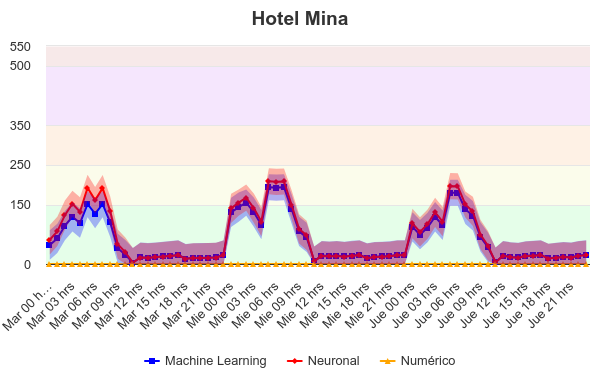 Hotel Mina
550
500
350
250
150
0
Mar 00 h...
Mar 03 hrs
Mar 06 hrs
Mar 09 hrs
Mar 12 hrs
Mar 15 hrs
Mar 18 hrs
Mar 21 hrs
Mie 00 hrs
Mie 03 hrs
Mie 06 hrs
Mie 09 hrs
Mie 12 hrs
Mie 15 hrs
Mie 18 hrs
Mie 21 hrs
Jue 00 hrs
Jue 03 hrs
Jue 06 hrs
Jue 09 hrs
Jue 12 hrs
Jue 15 hrs
Jue 18 hrs
Jue 21 hrs
Machine Learning Neuronal Numérico